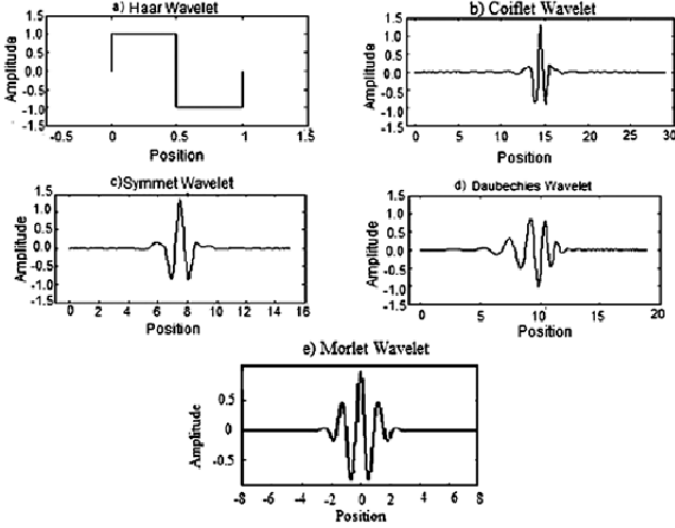 a) Haar Wavelet
Amplitude
1.5
1.0
0.5
0.0
-0.5
-1.0
-1.5
-0.5 0 0.5 1 1.5
Position
b) Coiflet Wavelet
Amplitude
1.5
1.0
0.5
0.0
-0.5
-1.0
-1.5
0 5 10 15 20 25 30
Position
c)Symmet Wavelet
Amplitude
1.5
1.0
0.5
0.0
-0.5
-1.0
-1.5
0 2 4 6 8 10 12 14 16
Position
d) Daubechies Wavelet
Amplitude
1.5
1.0
0.5
0.0
-0.5
-1.0
-1.5
0 5 10 15 20
Position
e) Morlet Wavelet
Amplitude
0.5
0
-0.5
-8 -6 -4 -2 0 2 4 6 8
Position